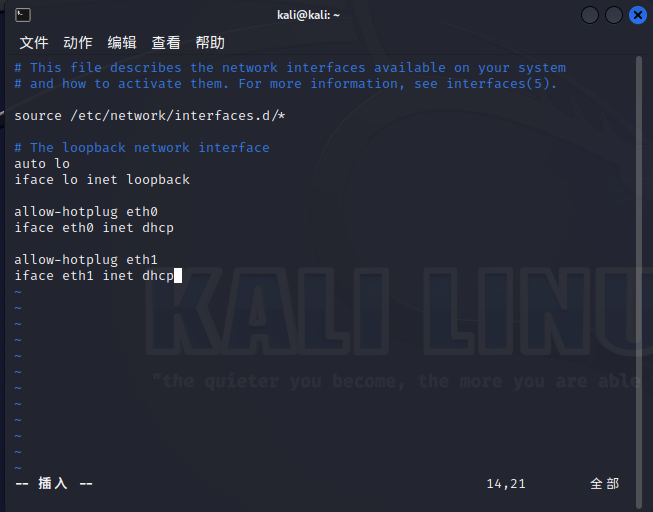 kali@kali: ~
文件 动作 编辑 查看 帮助
# This file describes the network interfaces available on your system
# and how to activate them. For more information, see interfaces(5).
source /etc/network/interfaces.d/*
# The loopback network interface
auto lo
iface lo inet loopback
allow-hotplug eth0
iface eth0 inet dhcp
allow-hotplug eth1
iface eth1 inet dhcp
~
~
~
~
~
~
~
~
~
~
~
~
KALI LINU
"the quieter you become, the more you are able
-- 插入 -- 14,21 全部